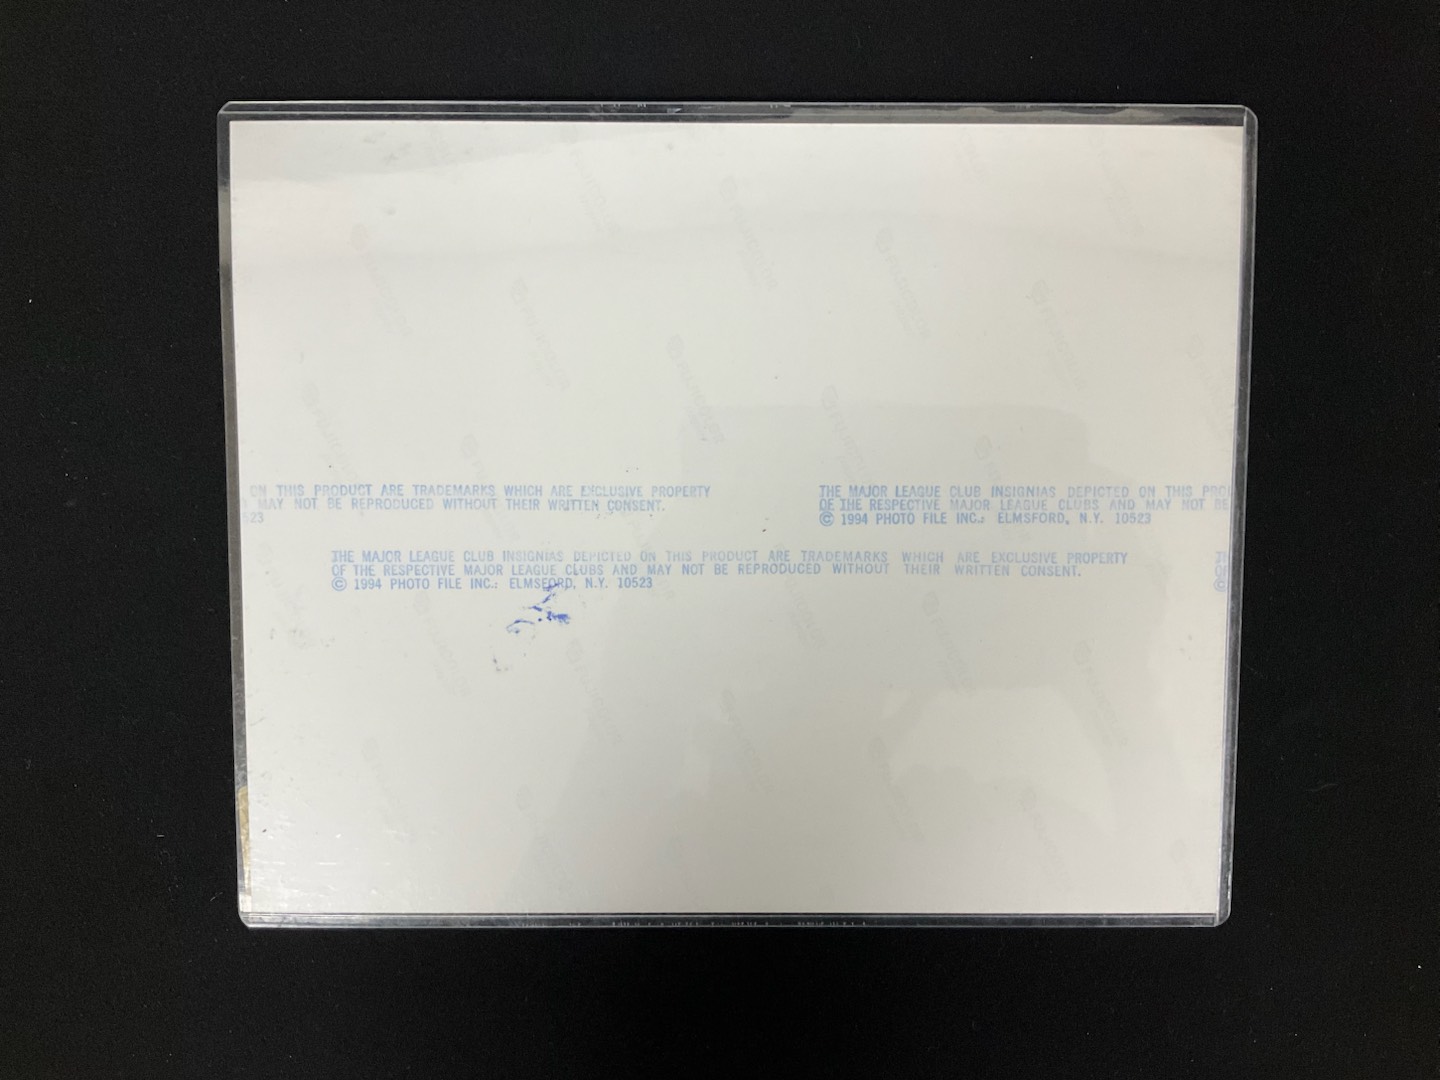 ON THIS PRODUCT ARE TRADEMARKS WHICH ARE EXCLUSIVE PROPERTY
MAY NOT BE REPRODUCED WITHOUT THEIR WRITTEN CONSENT.
523
THE MAJOR LEAGUE CLUB INSIGNIAS DEPICTED ON THIS
OF THE RESPECTIVE MAJOR LEAGUE CLUBS AND MAY NOT BE
© 1994 PHOTO FILE INC.: ELMSFORD, N.Y. 10523
THE MAJOR LEAGUE CLUB INSIGNIAS DEPICTED ON THIS PRODUCT ARE TRADEMARKS WHICH ARE EXCLUSIVE PROPERTY
OF THE RESPECTIVE MAJOR LEAGUE CLUBS AND MAY NOT BE REPRODUCED WITHOUT THEIR WRITTEN CONSENT.
© 1994 PHOTO FILE INC.: ELMSFORD, N.Y. 10523